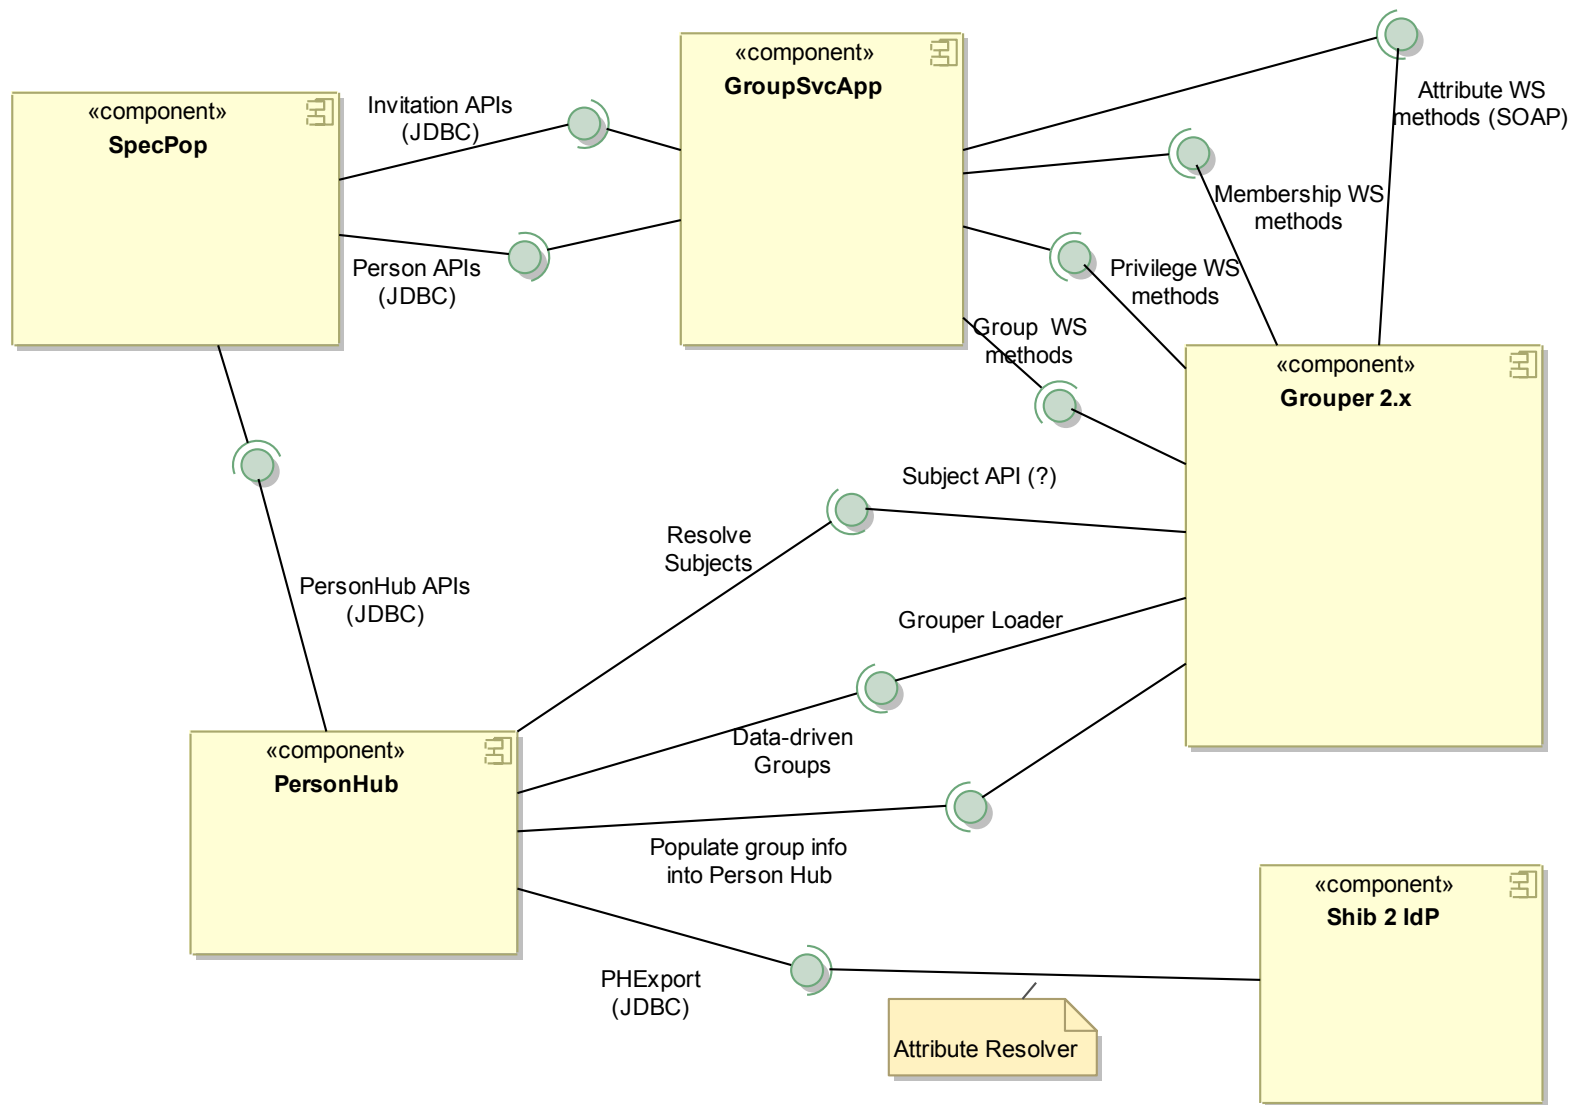 «component»
GroupSvcApp
«component»
SpecPop
Invitation APIs
(JDBC)
Attribute WS
methods (SOAP)
Membership WS
methods
Person APIs
(JDBC)
Privilege WS
methods
Group  WS
methods
«component»
Grouper 2.x
Subject API (?)
Resolve
Subjects
PersonHub APIs
(JDBC)
Grouper Loader
«component»
PersonHub
Data-driven
Groups
Populate group info
into Person Hub
«component»
Shib 2 IdP
PHExport
(JDBC)
Attribute Resolver